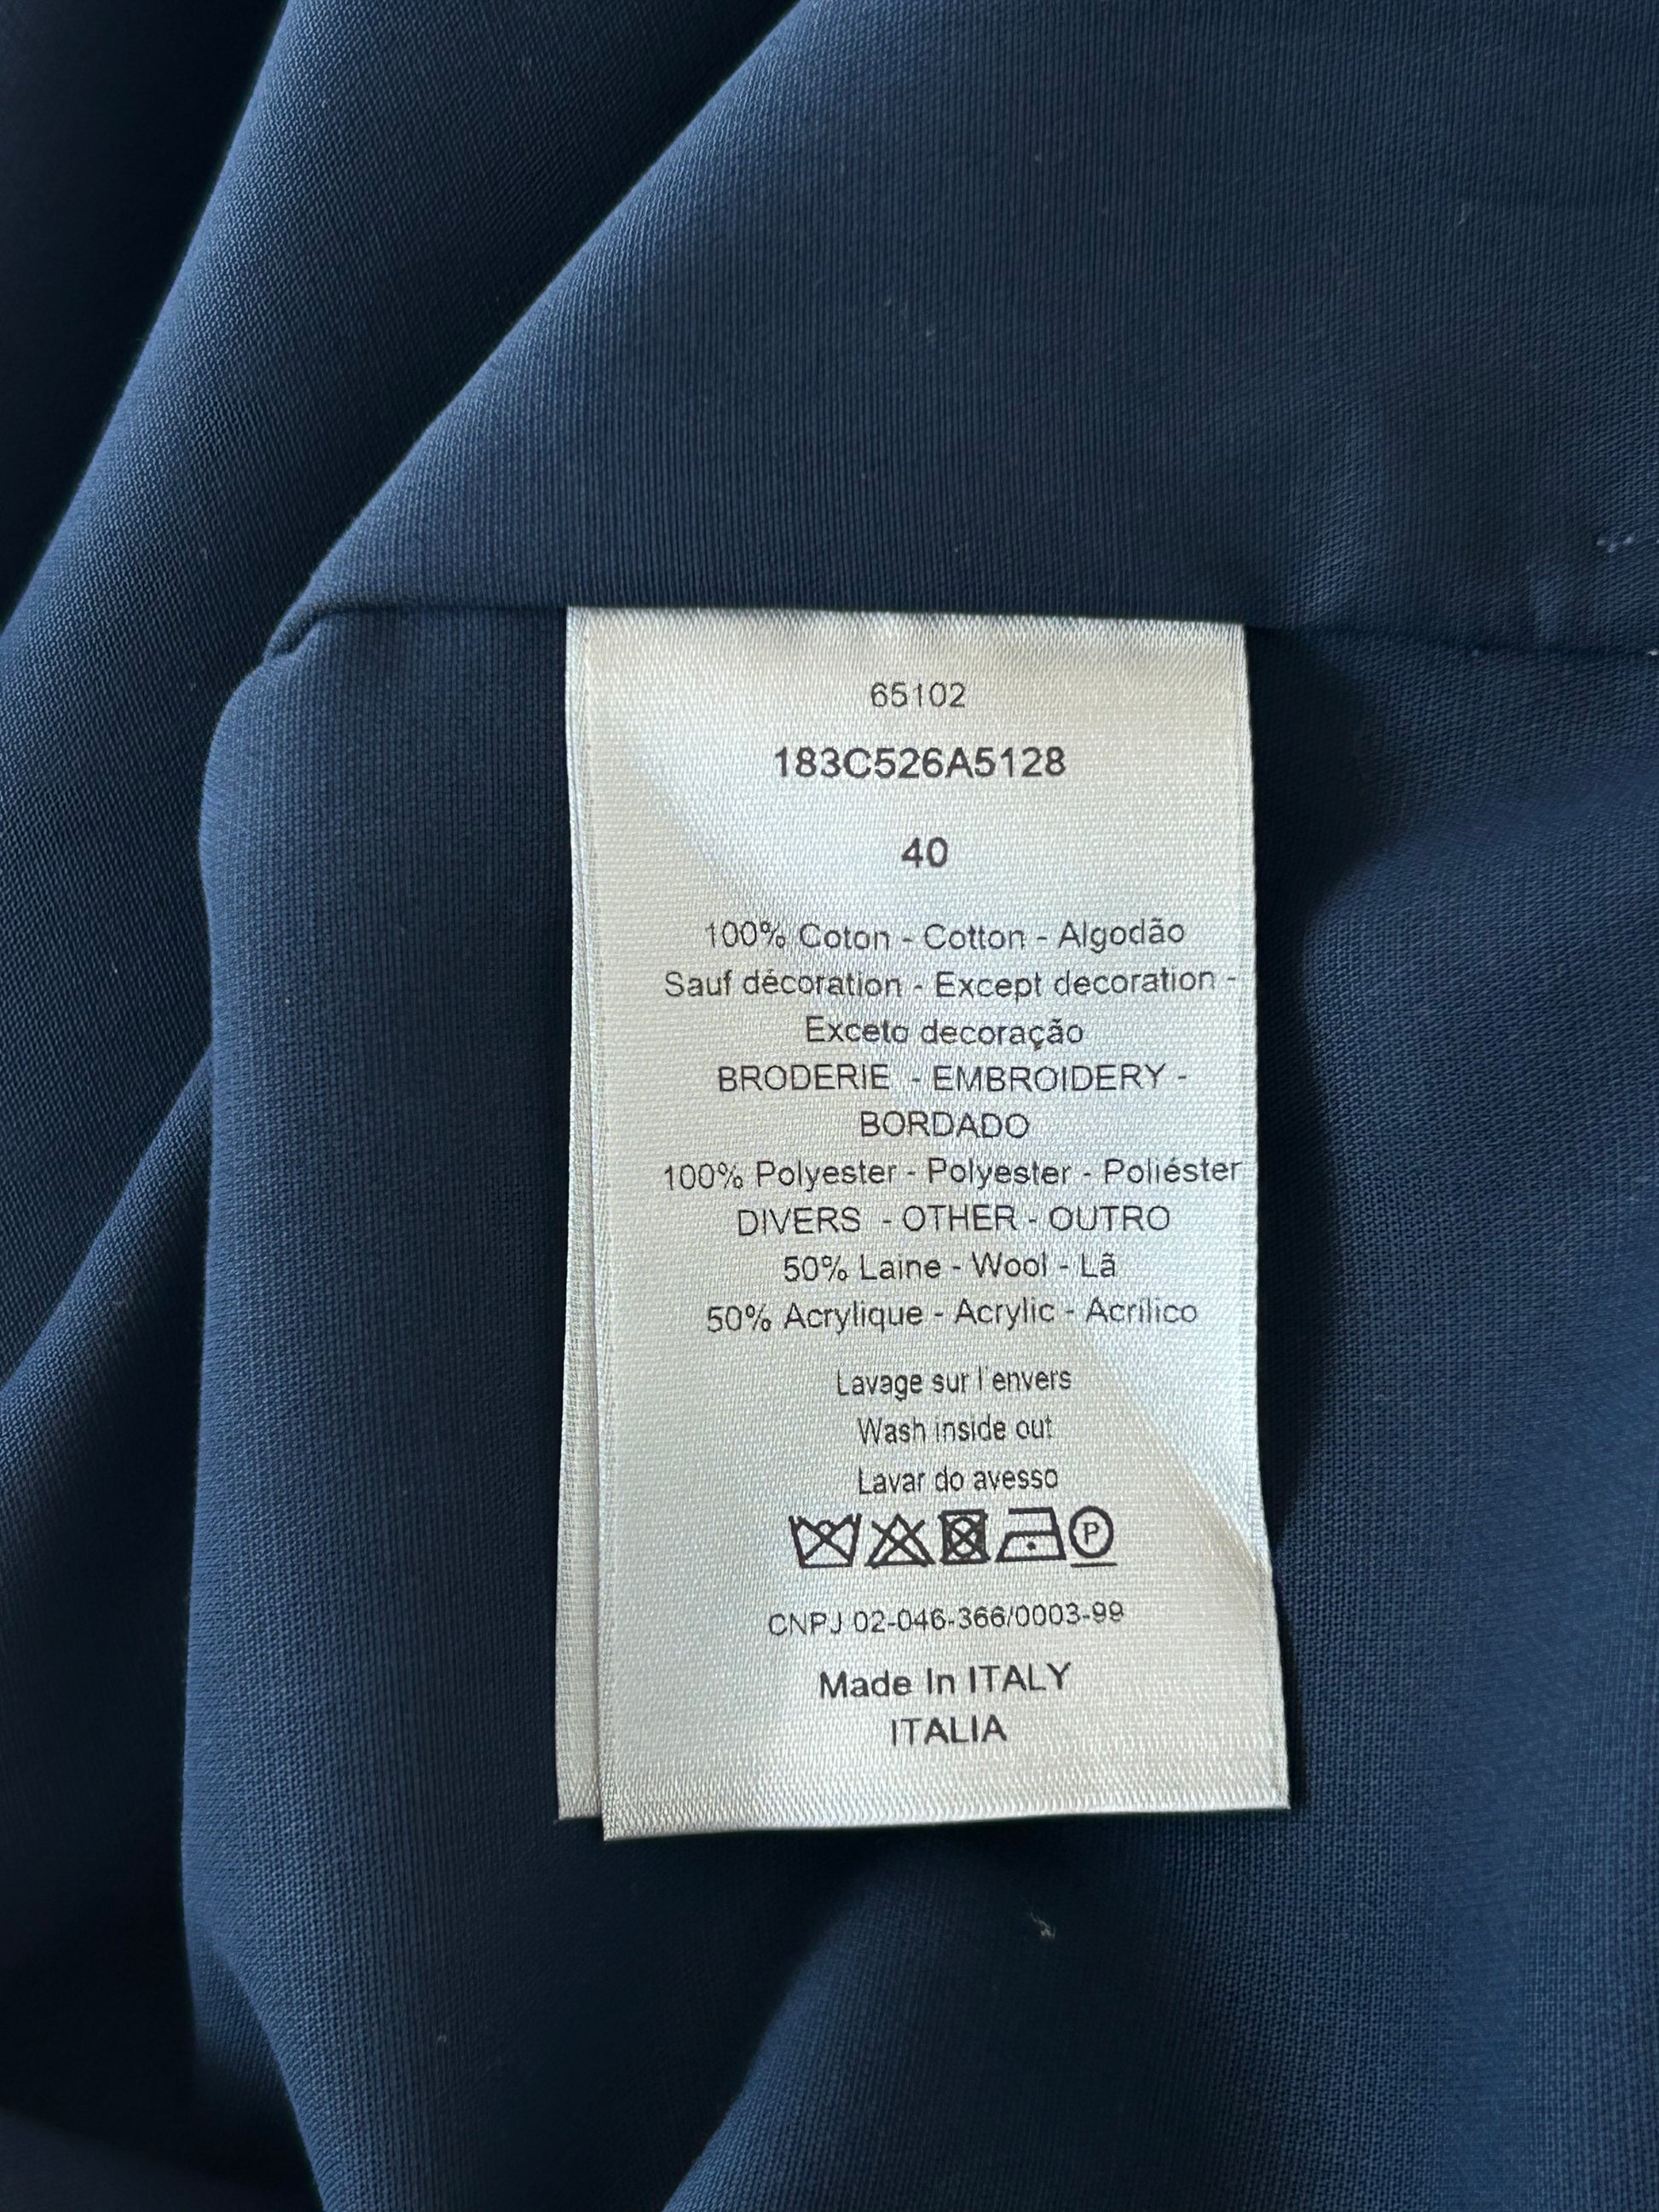 65102
183C526A5128
40
100% Coton - Cotton - Algodão
Sauf décoration - Except decoration -
Exceto decoração
BRODERIE - EMBROIDERY -
BORDADO
100% Polyester - Polyester - Poliéster
DIVERS - OTHER - OUTRO
50% Laine - Wool - Lã
50% Acrylique - Acrylic - Acrílico
Lavage sur l'envers
Wash inside out
Lavar do avesso
P
CNPJ 02-046-366/0003-99
Made In ITALY
ITALIA